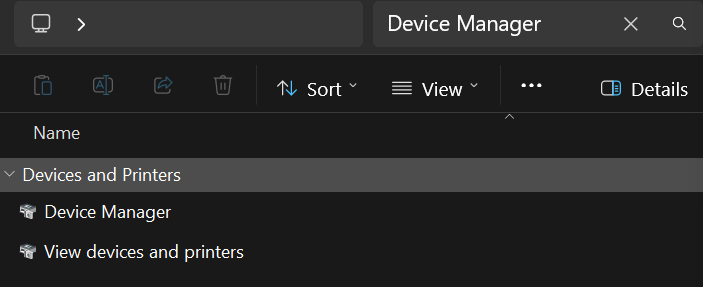 Device Manager
Sort View ••• Details
Name
Devices and Printers
Device Manager
View devices and printers